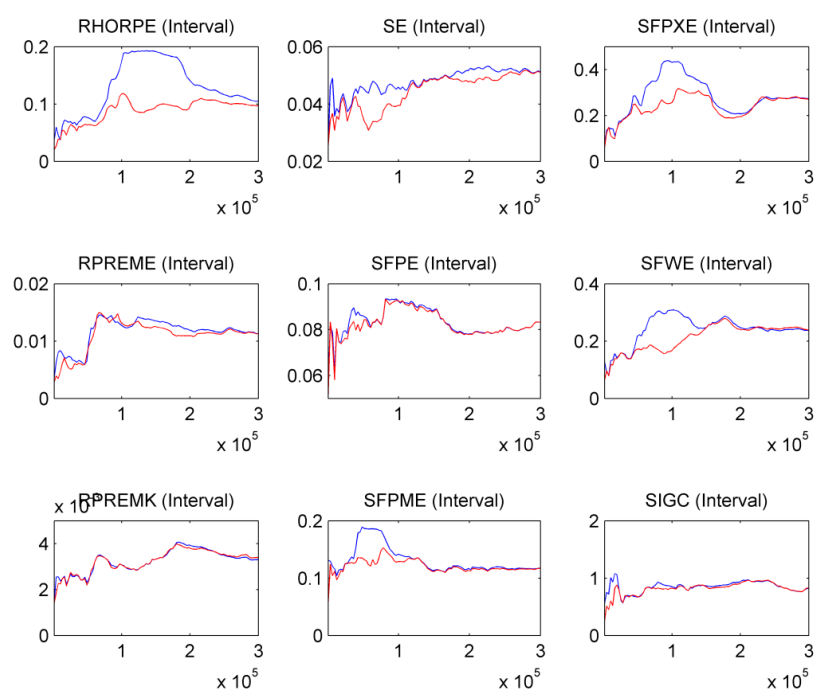 RHORPE (Interval)
0.2
0.1
0
1 2 3
x 10^5
SE (Interval)
0.06
0.04
0.02
1 2 3
x 10^5
SFPXE (Interval)
0.4
0.2
0
1 2 3
x 10^5
RPREME (Interval)
0.02
0.01
0
1 2 3
x 10^5
SFPE (Interval)
0.1
0.08
0.06
1 2 3
x 10^5
SFWE (Interval)
0.4
0.2
0
1 2 3
x 10^5
x 10
RPREMK (Interval)
4
2
0
1 2 3
x 10^5
SFPME (Interval)
0.2
0.1
0
1 2 3
x 10^5
SIGC (Interval)
2
1
0
1 2 3
x 10^5